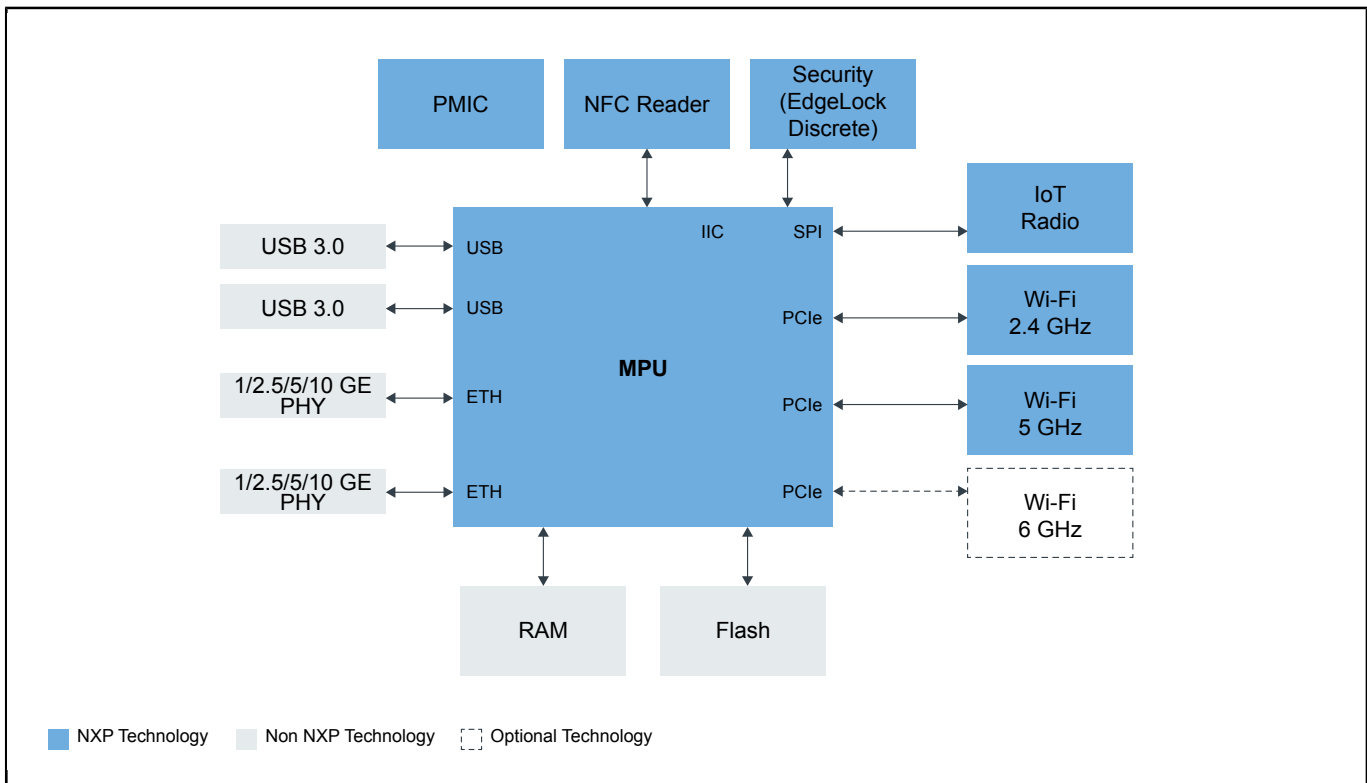 PMIC
NFC Reader
Security
(EdgeLock
Discrete)
IoT
Radio
IIC
SPI
USB 3.0
USB
USB 3.0
USB
PCIe
Wi-Fi
2.4 GHz
MPU
1/2.5/5/10 GE
PHY
ETH
PCIe
Wi-Fi
5 GHz
1/2.5/5/10 GE
PHY
ETH
PCIe
Wi-Fi
6 GHz
RAM
Flash
NXP Technology
Non NXP Technology
Optional Technology